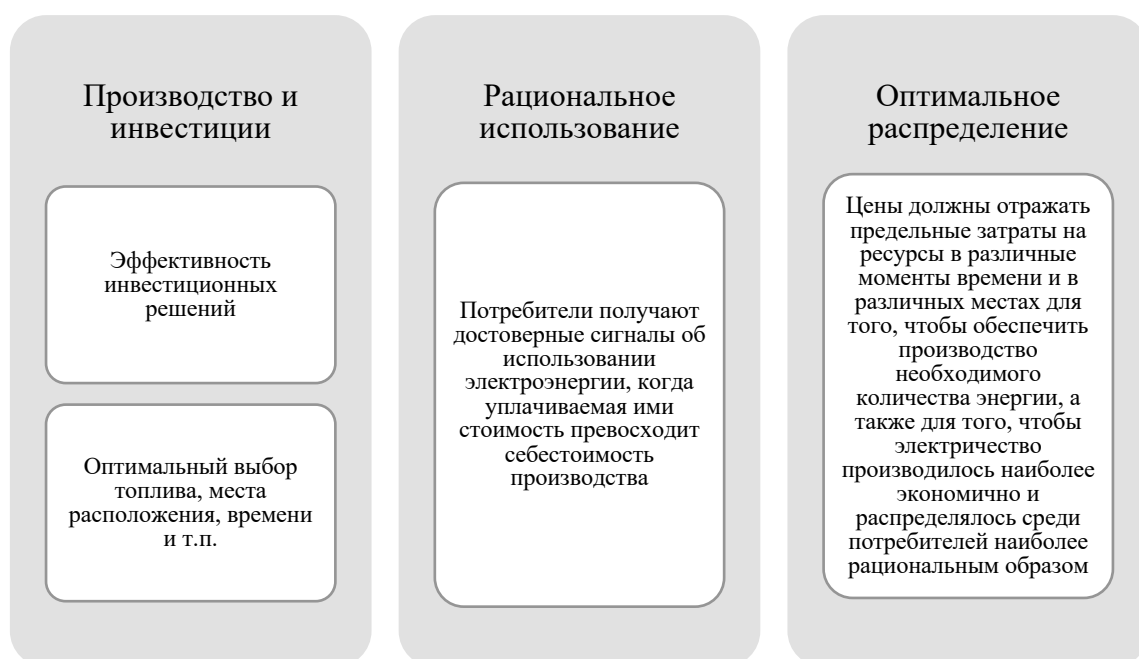 Производство и
инвестиции
Эффективность
инвестиционных
решений
Оптимальный выбор
топлива, места
расположения, времени
и т.п.
Рациональное
использование
Потребители получают
достоверные сигналы об
использовании
электроэнергии, когда
уплачиваемая ими
стоимость превосходит
себестоимость
производства
Оптимальное
распределение
Цены должны отражать
предельные затраты на
ресурсы в различные
моменты времени и в
различных местах для
того, чтобы обеспечить
производство
необходимого
количества энергии, а
также для того, чтобы
электричество
производилось наиболее
экономично и
распределялось среди
потребителей наиболее
рациональным образом